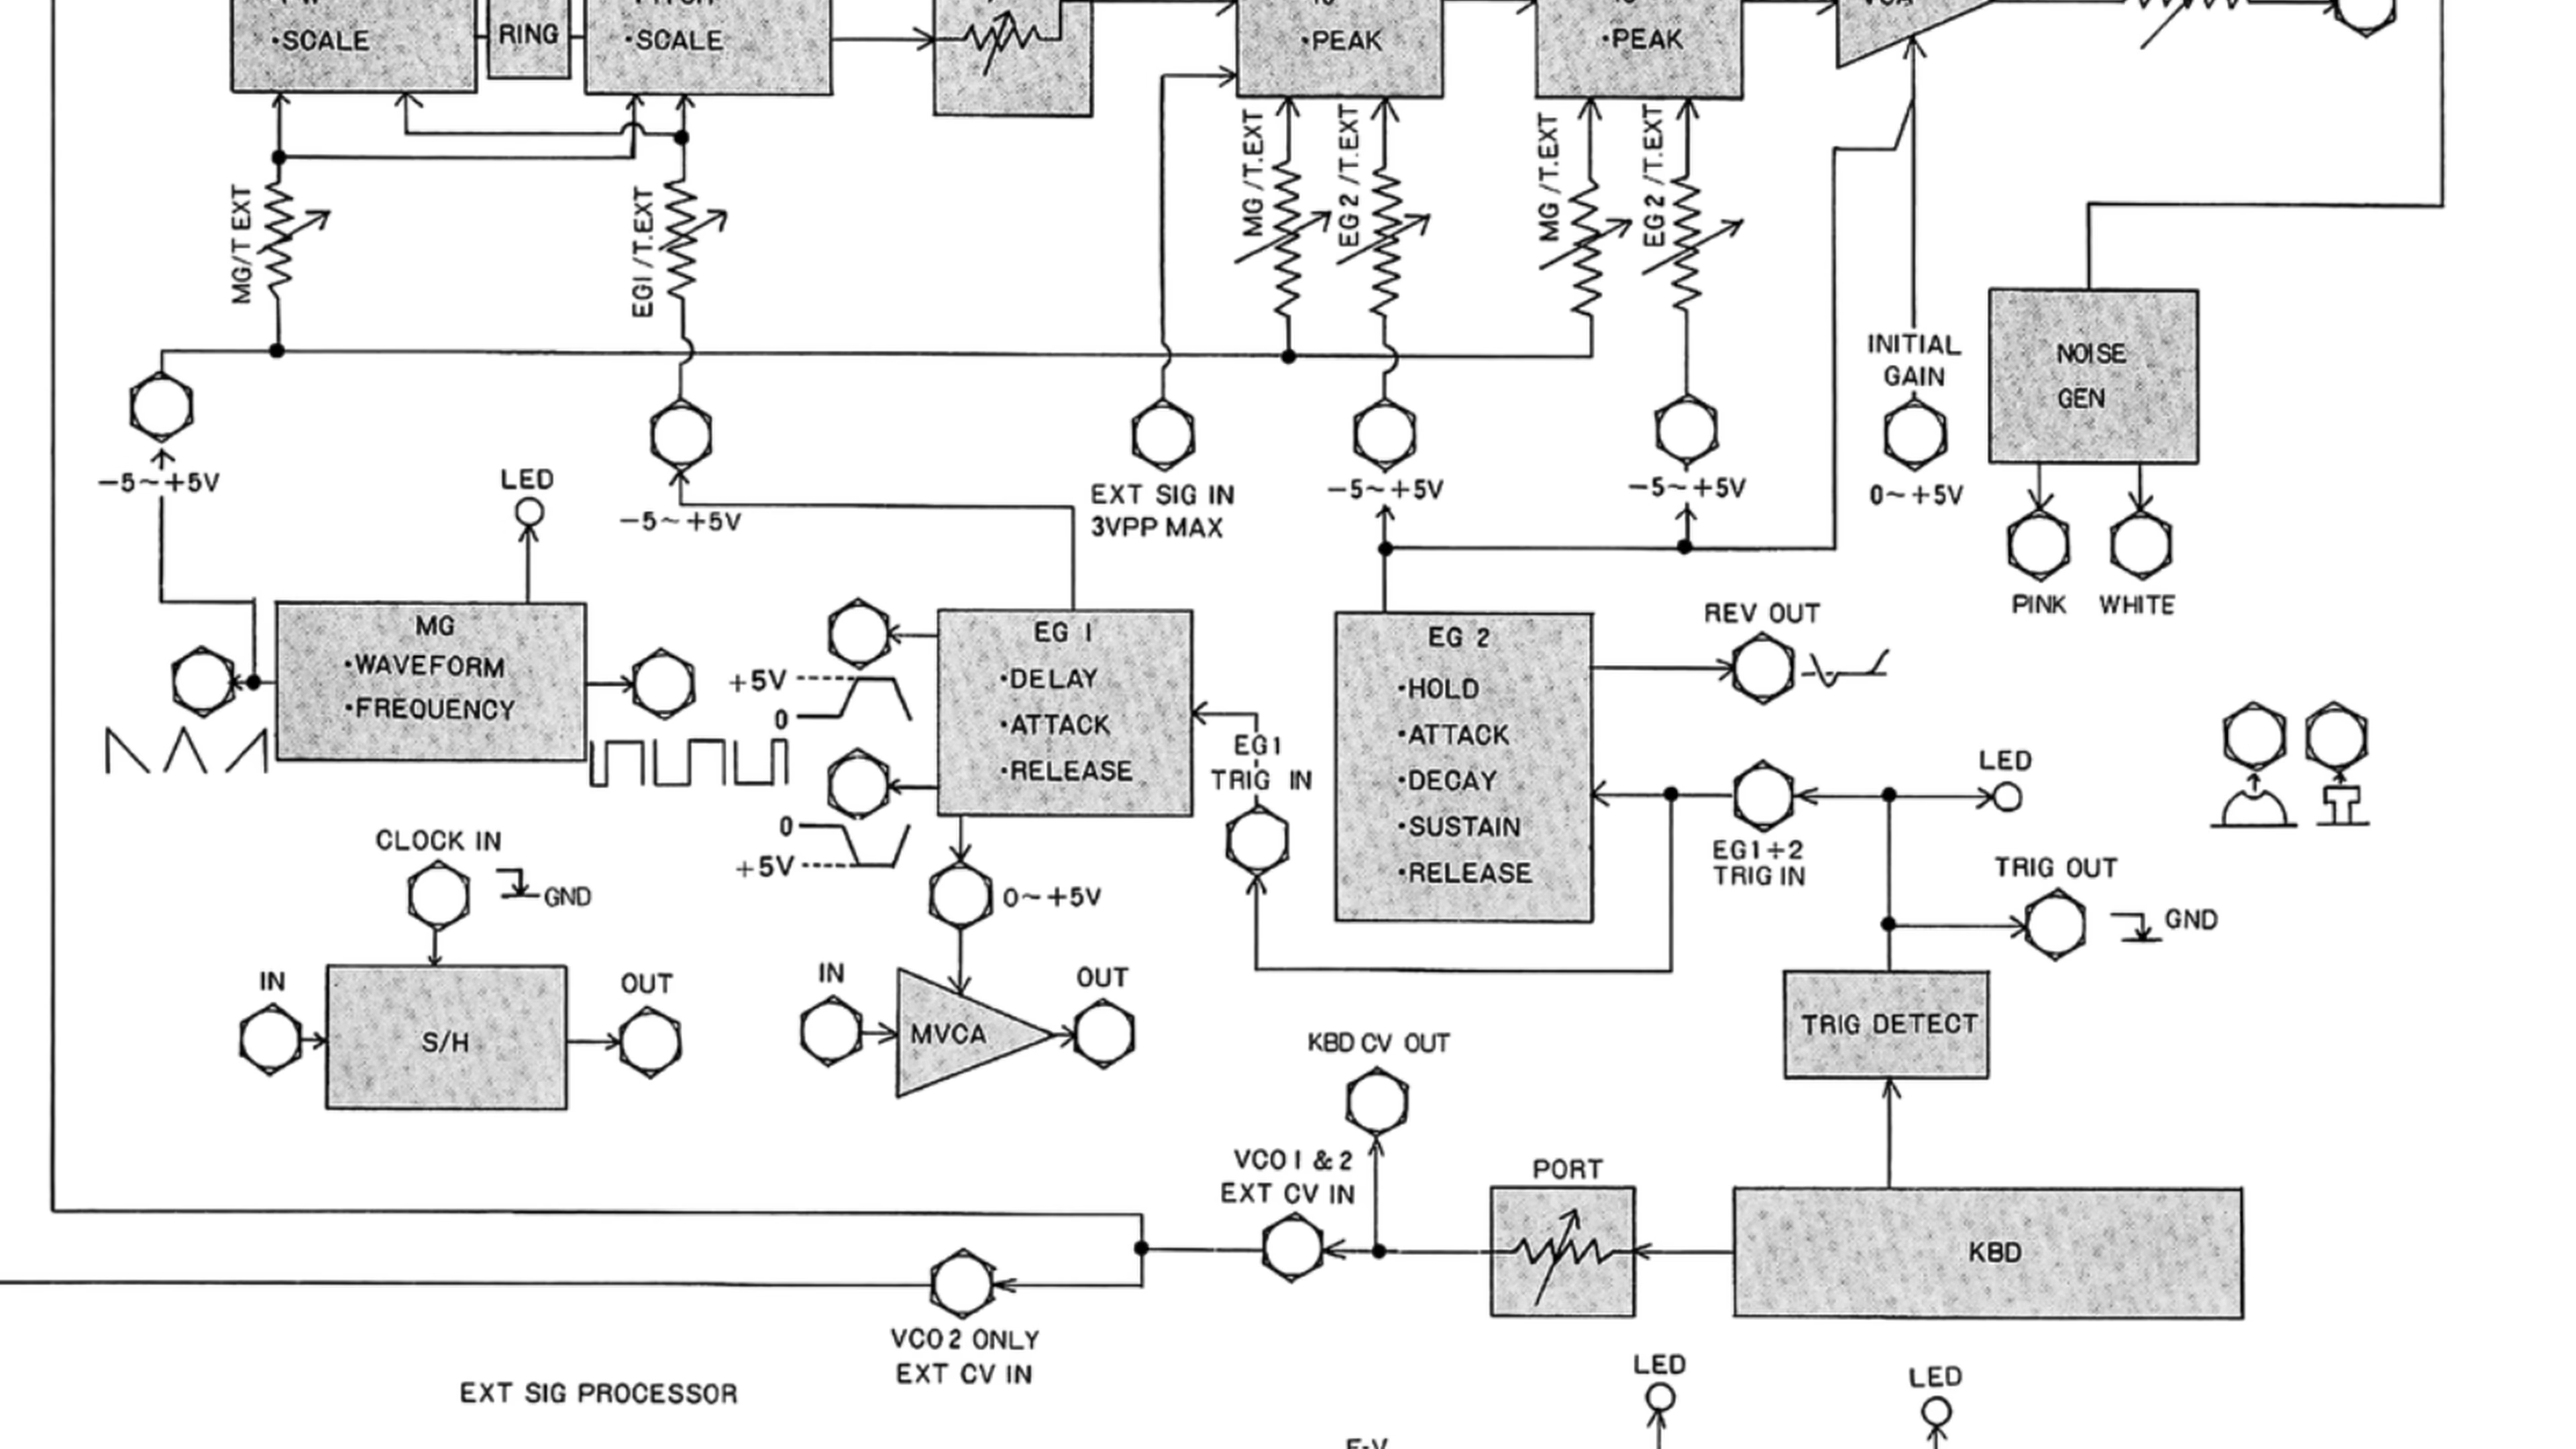 •SCALE
RING
•SCALE
•PEAK
•PEAK
MG/T EXT
EG1/T.EXT
MG/T.EXT
EG2/T.EXT
MG/T.EXT
EG2/T.EXT
INITIAL
GAIN
NOISE
GEN
−5~+5V
LED
−5~+5V
EXT SIG IN
3VPP MAX
−5~+5V
−5~+5V
0~+5V
PINK
WHITE
MG
•WAVEFORM
•FREQUENCY
+5V
0
0
+5V
EG 1
•DELAY
•ATTACK
•RELEASE
EG1
TRIG IN
EG 2
•HOLD
•ATTACK
•DECAY
•SUSTAIN
•RELEASE
REV OUT
LED
EG1+2
TRIG IN
TRIG OUT
GND
CLOCK IN
GND
0~+5V
IN
S/H
OUT
IN
MVCA
OUT
TRIG DETECT
KBD CV OUT
VCO1 & 2
EXT CV IN
PORT
KBD
VCO2 ONLY
EXT CV IN
LED
LED
EXT SIG PROCESSOR